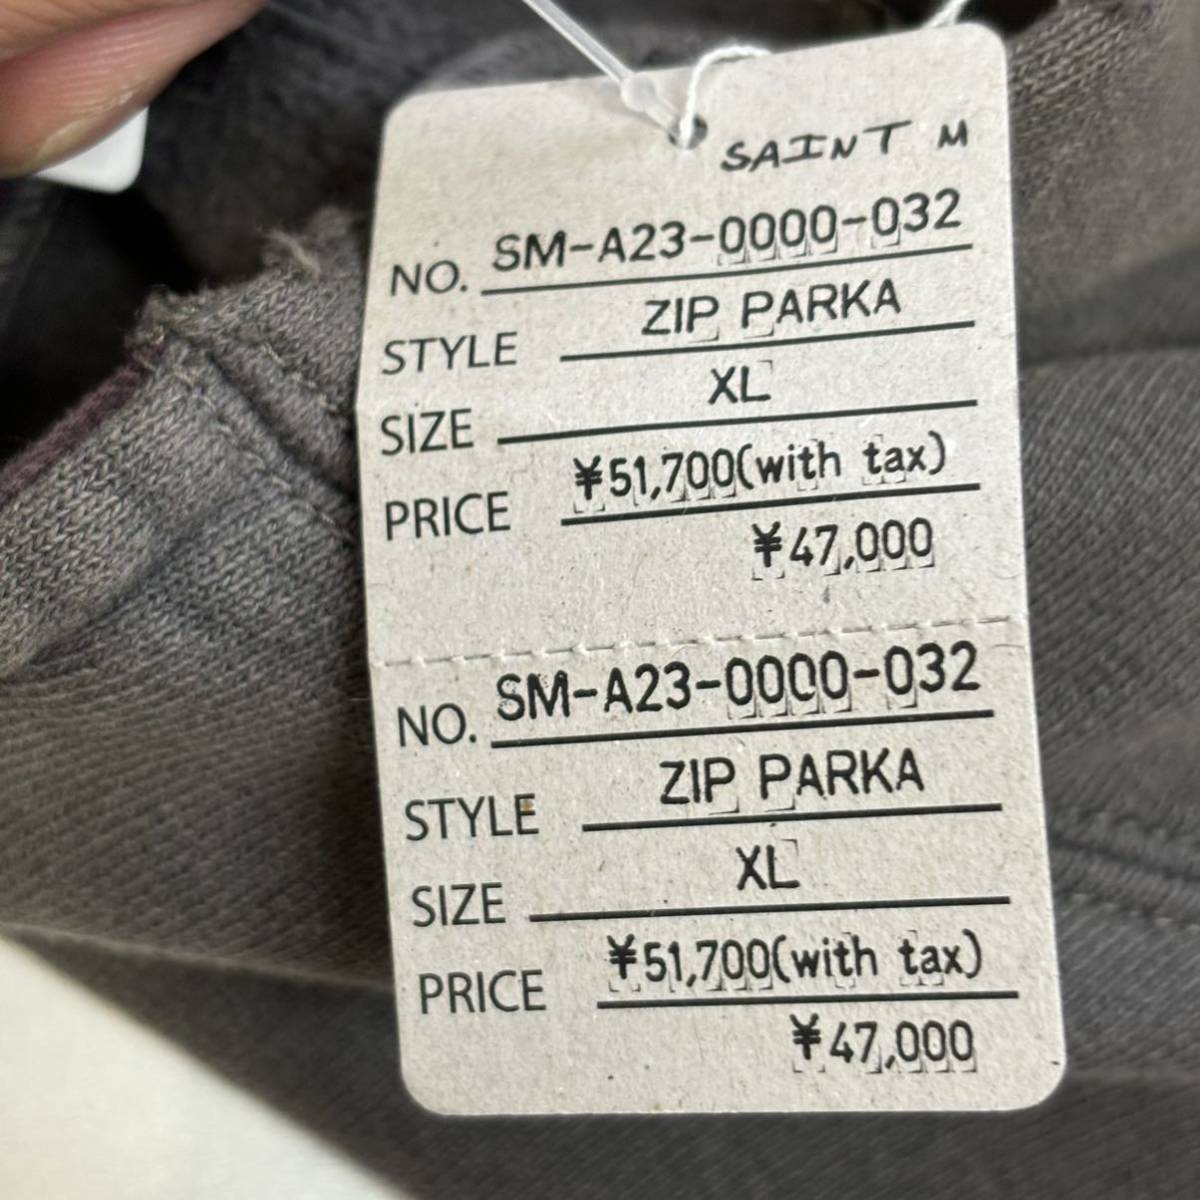 SAINT M
NO. SM-A23-0000-032
STYLE ZIP PARKA
SIZE XL
PRICE ¥51,700(with tax)
¥47,000
NO. SM-A23-0000-032
STYLE ZIP PARKA
SIZE XL
PRICE ¥51,700(with tax)
¥47,000